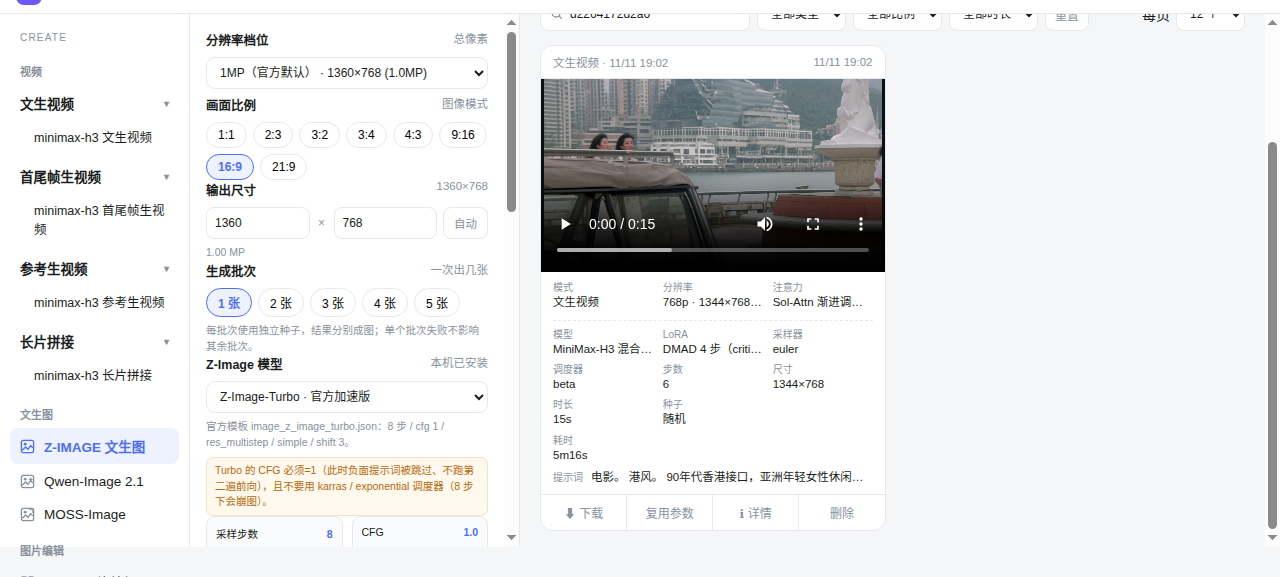 CREATE
视频
文生视频
minimax-h3 文生视频
首尾帧生视频
minimax-h3 首尾帧生视
频
参考生视频
minimax-h3 参考生视频
长片拼接
minimax-h3 长片拼接
文生图
Z-IMAGE 文生图
Qwen-Image 2.1
MOSS-Image
图片编辑
分辨率档位 总像素
1MP（官方默认） · 1360×768 (1.0MP)
画面比例 图像模式
1:1 2:3 3:2 3:4 4:3 9:16
16:9 21:9
输出尺寸 1360×768
1360 × 768 自动
1.00 MP
生成批次 一次出几张
1 张 2 张 3 张 4 张 5 张
每批次使用独立种子，结果分别成图；单个批次失败不影响
其余批次。
Z-Image 模型 本机已安装
Z-Image-Turbo · 官方加速版
官方模板 image_z_image_turbo.json：8 步 / cfg 1 /
res_multistep / simple / shift 3。
Turbo 的 CFG 必须=1（此时负面提示词被跳过、不跑第
二遍前向），且不要用 karras / exponential 调度器（8 步
下会崩图）。
采样步数 8 CFG 1.0
d2264172d2a6 全部类型 全部比例 全部时长 重置 每页 12 个
文生视频 · 11/11 19:02 11/11 19:02
0:00 / 0:15
模式 分辨率 注意力
文生视频 768p · 1344×768… Sol-Attn 渐进调…
模型 LoRA 采样器
MiniMax-H3 混合… DMAD 4 步（criti… euler
调度器 步数 尺寸
beta 6 1344×768
时长 种子
15s 随机
耗时
5m16s
提示词 电影。 港风。 90年代香港接口，亚洲年轻女性休闲…
下载 复用参数 详情 删除